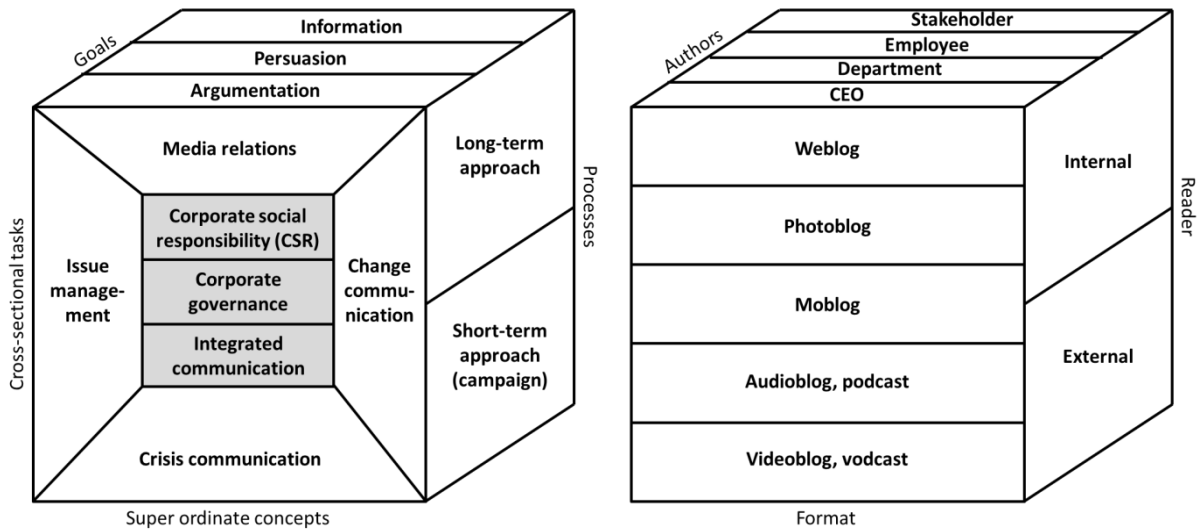 Goals
Information
Persuasion
Argumentation
Media relations
Corporate social
responsibility (CSR)
Corporate
governance
Integrated
communication
Issue
manage-
ment
Change
commu-
nication
Crisis communication
Long-term
approach
Short-term
approach
(campaign)
Cross-sectional tasks
Processes
Super ordinate concepts
Authors
Stakeholder
Employee
Department
CEO
Weblog
Photoblog
Moblog
Audioblog, podcast
Videoblog, vodcast
Internal
External
Reader
Format